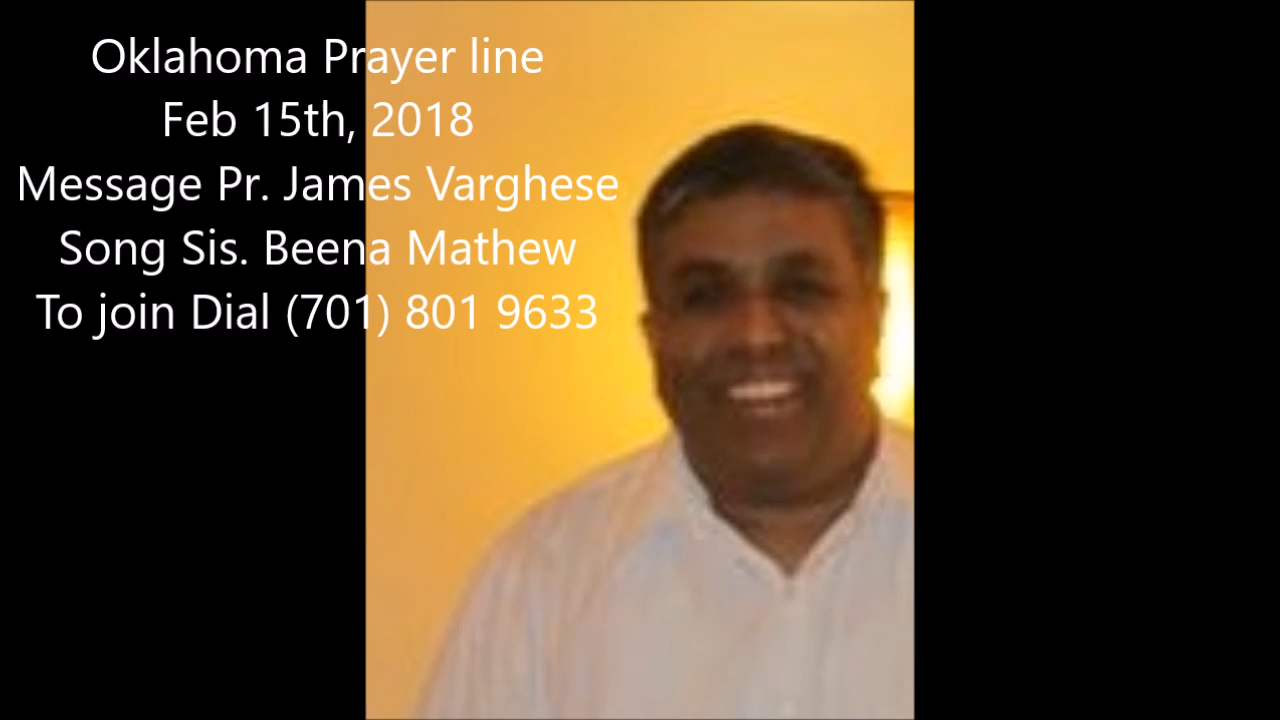 Oklahoma Prayer line
Feb 15th, 2018
Message Pr. James Varghese
Song Sis. Beena Mathew
To join Dial (701) 801 9633